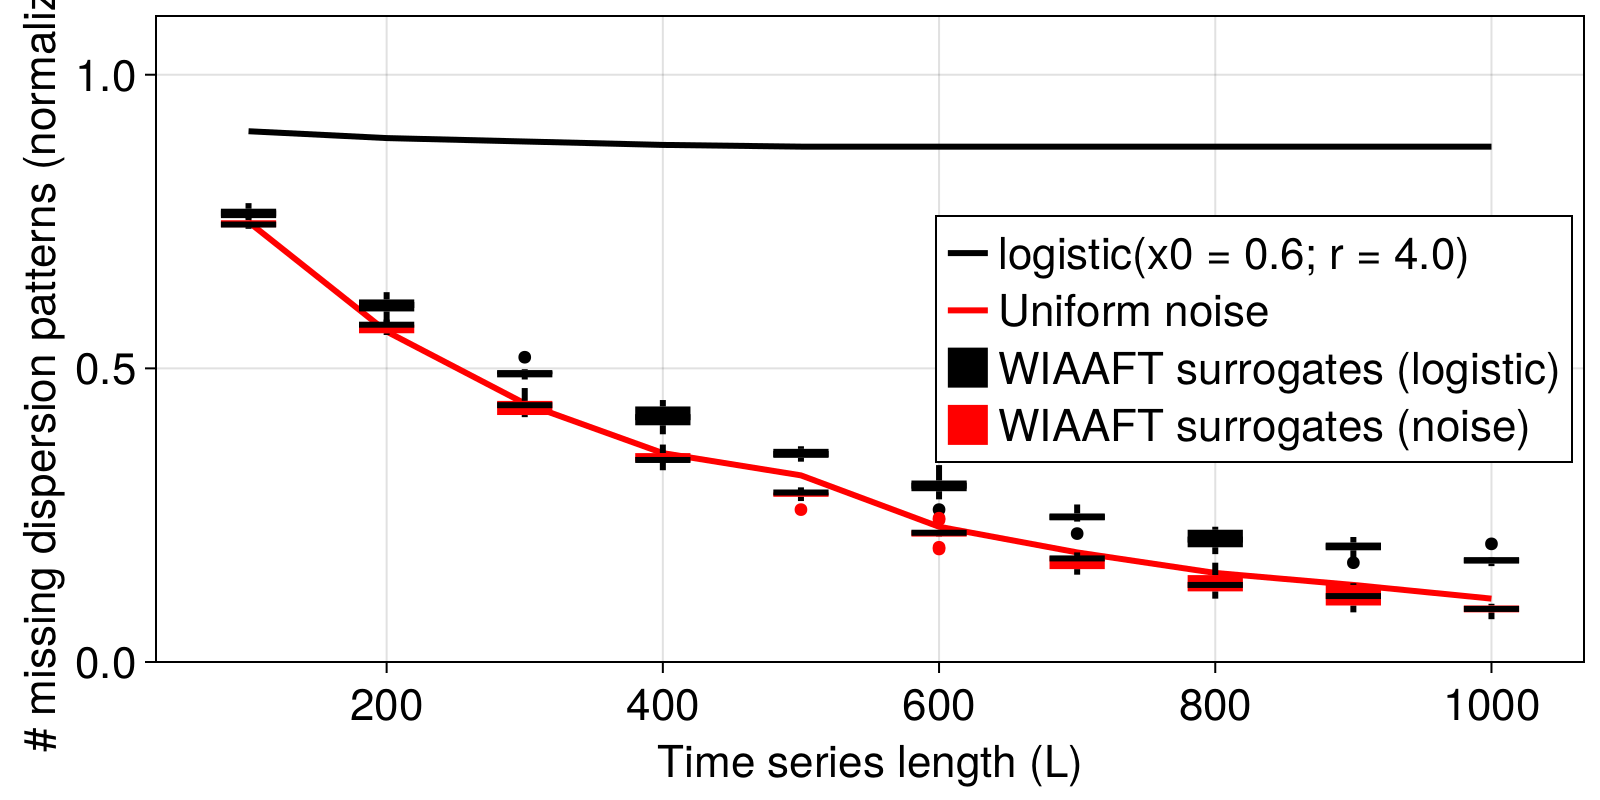 # missing dispersion patterns (normaliz
1.0
0.5
0.0
logistic(x0 = 0.6; r = 4.0)
Uniform noise
WIAAFT surrogates (logistic)
WIAAFT surrogates (noise)
200
400
600
800
1000
Time series length (L)